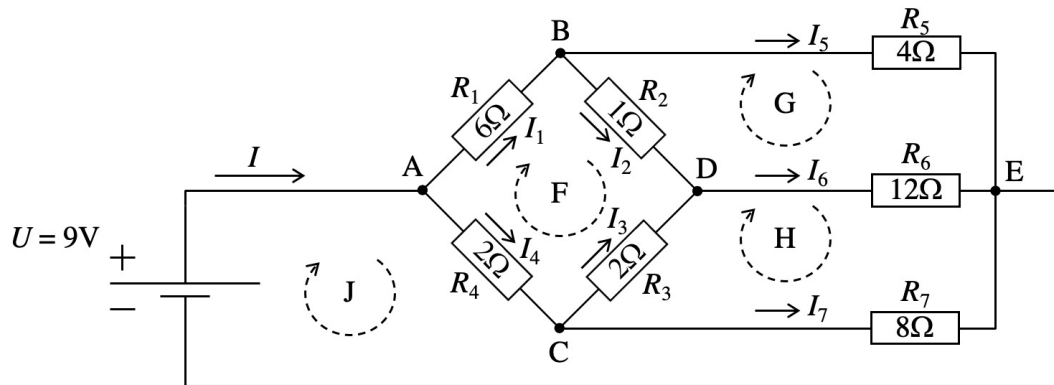 B
I₅
R₅
4Ω
R₁
6Ω
I₁
R₂
1Ω
I₂
G
I
A
F
D
I₆
R₆
12Ω
E
U = 9V
+
−
J
I₄
2Ω
R₄
I₃
2Ω
R₃
H
C
I₇
R₇
8Ω